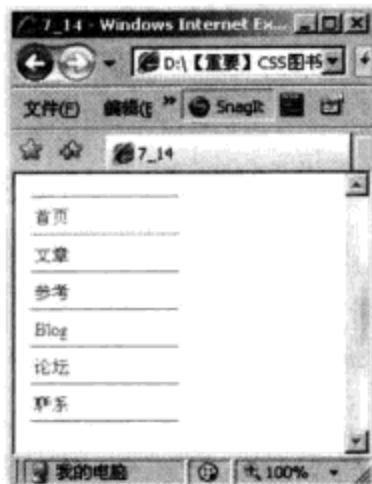 7_14 - Windows Internet Ex...
D:\【重要】CSS图书
文件(F) 编辑(E » SnagIt
7_14
首页
文章
参考
Blog
论坛
联系
我的电脑 100%